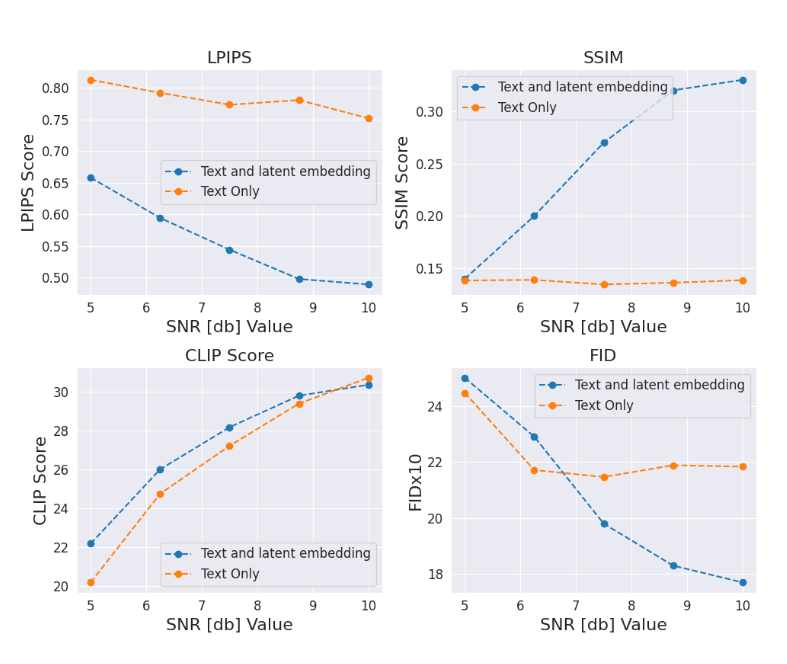 LPIPS
LPIPS Score
0.80
0.75
0.70
0.65
0.60
0.55
0.50
Text and latent embedding
Text Only
5 6 7 8 9 10
SNR [db] Value
SSIM
SSIM Score
0.30
0.25
0.20
0.15
Text and latent embedding
Text Only
5 6 7 8 9 10
SNR [db] Value
CLIP Score
CLIP Score
30
28
26
24
22
20
Text and latent embedding
Text Only
5 6 7 8 9 10
SNR [db] Value
FID
FIDx10
24
22
20
18
Text and latent embedding
Text Only
5 6 7 8 9 10
SNR [db] Value